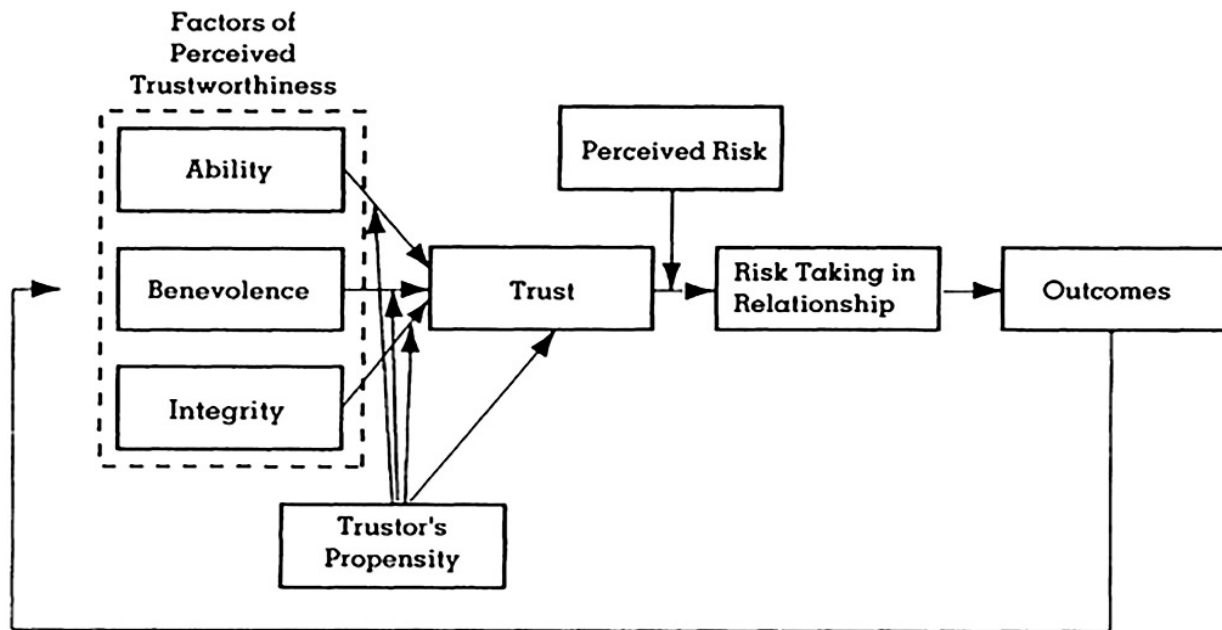 Factors of
Perceived
Trustworthiness
Ability
Benevolence
Integrity
Trustor's
Propensity
Trust
Perceived Risk
Risk Taking in
Relationship
Outcomes